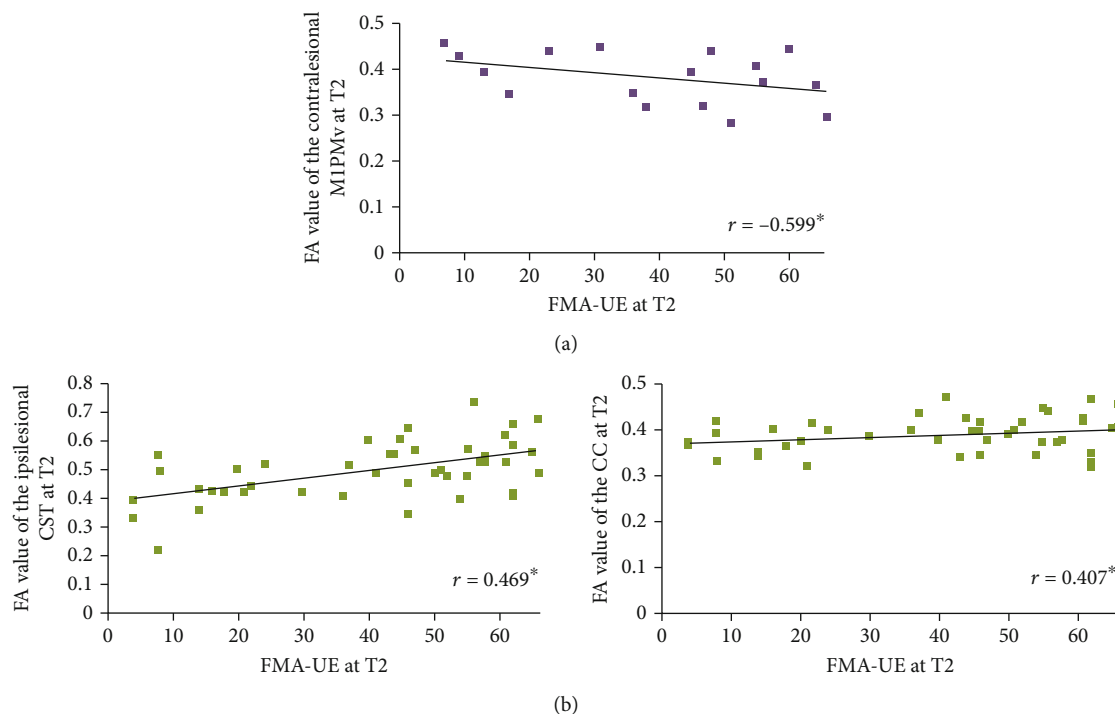 0.5
0.4
0.3
0.2
0.1
0
FA value of the contralesional
M1PMv at T2
r = –0.599*
0 10 20 30 40 50 60
FMA-UE at T2
(a)
0.8
0.7
0.6
0.5
0.4
0.3
0.2
0.1
0
FA value of the ipsilesional
CST at T2
r = 0.469*
0 10 20 30 40 50 60
FMA-UE at T2
0.5
0.4
0.3
0.2
0.1
0
FA value of the CC at T2
r = 0.407*
0 10 20 30 40 50 60
FMA-UE at T2
(b)